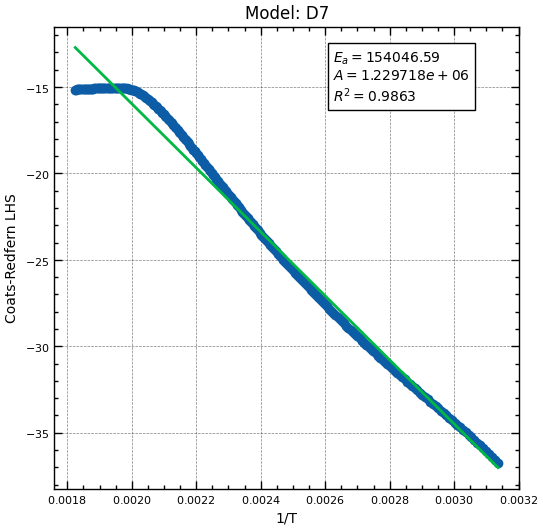 Model: D7
E_a = 154046.59
A = 1.229718e + 06
R² = 0.9863
Coats-Redfern LHS
−15
−20
−25
−30
−35
0.0018 0.0020 0.0022 0.0024 0.0026 0.0028 0.0030 0.0032
1/T